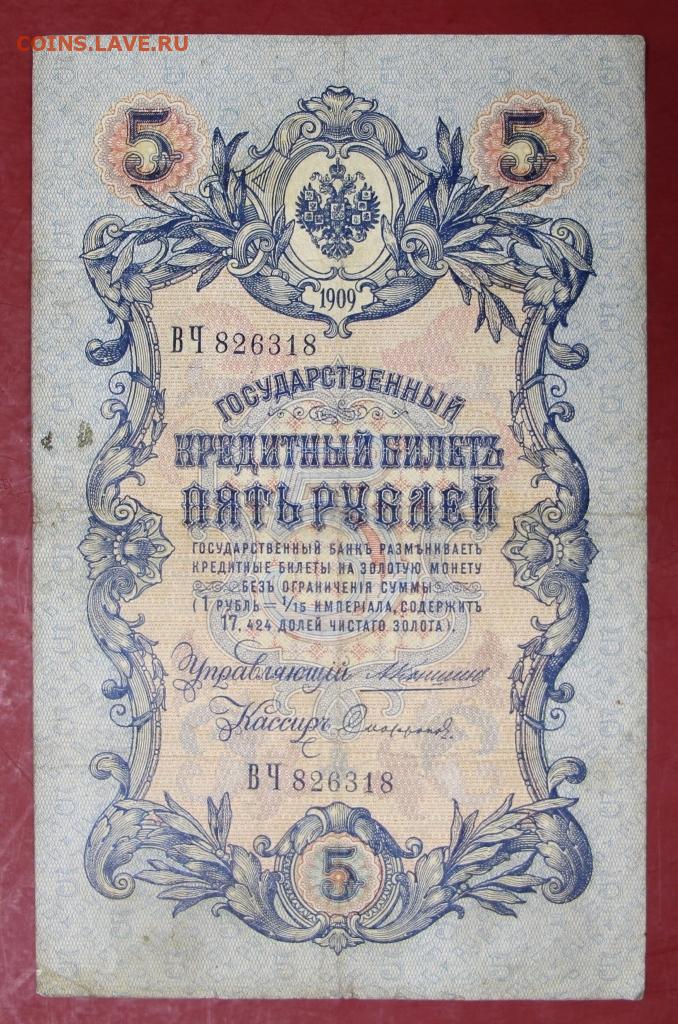 COINS.LAVE.RU
5 5
1909
ВЧ 826318
ГОСУДАРСТВЕННЫЙ
КРЕДИТНЫЙ БИЛЕТЪ
ПЯТЬ РУБЛЕЙ
ГОСУДАРСТВЕННЫЙ БАНКЪ РАЗМѢНИВАЕТЪ
КРЕДИТНЫЕ БИЛЕТЫ НА ЗОЛОТУЮ МОНЕТУ
БЕЗЪ ОГРАНИЧЕНІЯ СУММЫ
(1 РУБЛЬ = 1/15 ИМПЕРІАЛА, СОДЕРЖИТЪ
17,424 ДОЛЕЙ ЧИСТАГО ЗОЛОТА).
Управляющій
Кассиръ
ВЧ 826318
5